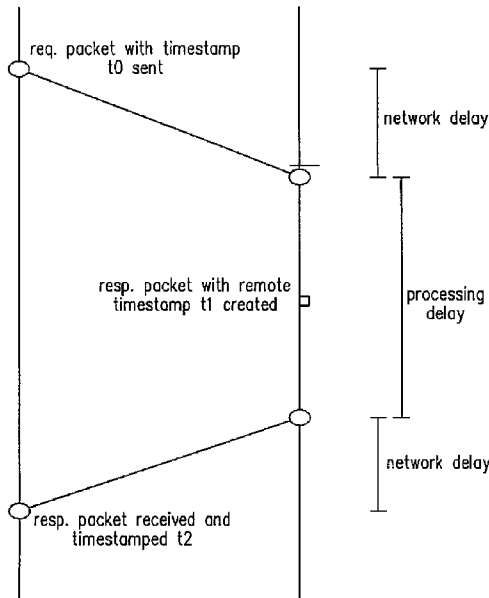 req. packet with timestamp
t0 sent
network delay
resp. packet with remote
timestamp t1 created
processing
delay
network delay
resp. packet received and
timestamped t2